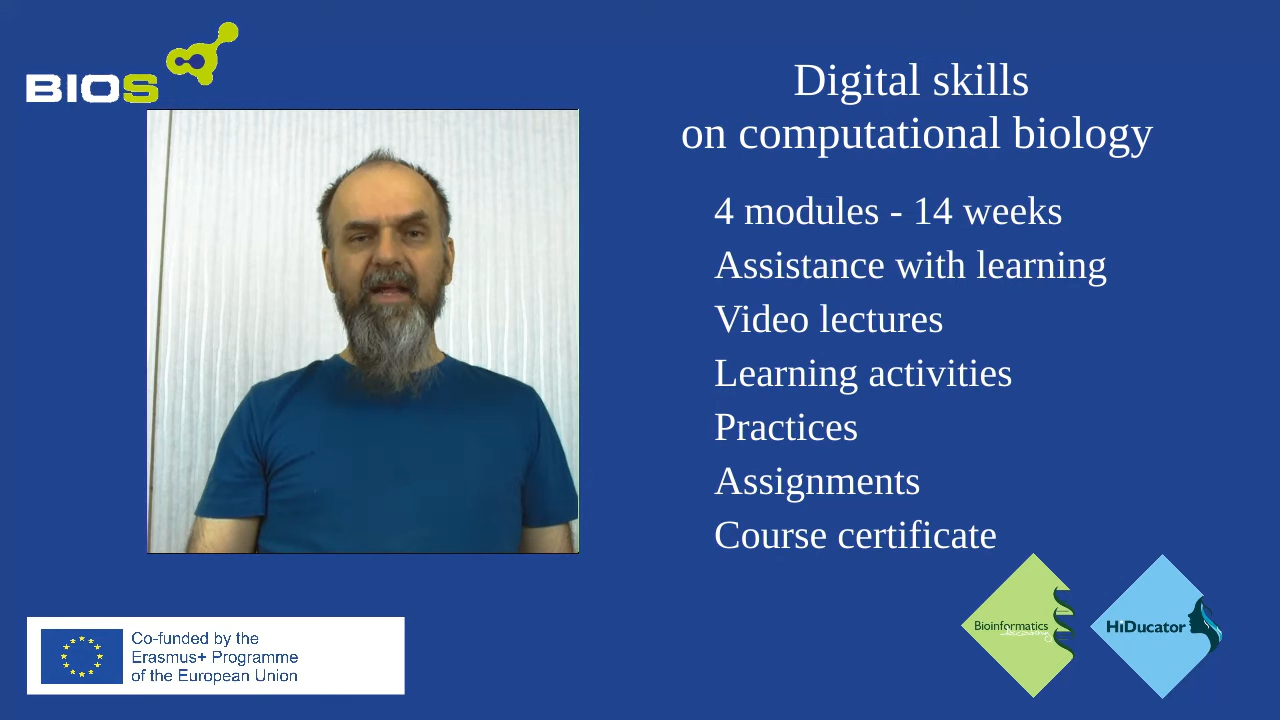 BIOS
Digital skills
on computational biology
4 modules - 14 weeks
Assistance with learning
Video lectures
Learning activities
Practices
Assignments
Course certificate
Co-funded by the
Erasmus+ Programme
of the European Union
Bioinformatics
HiDucator